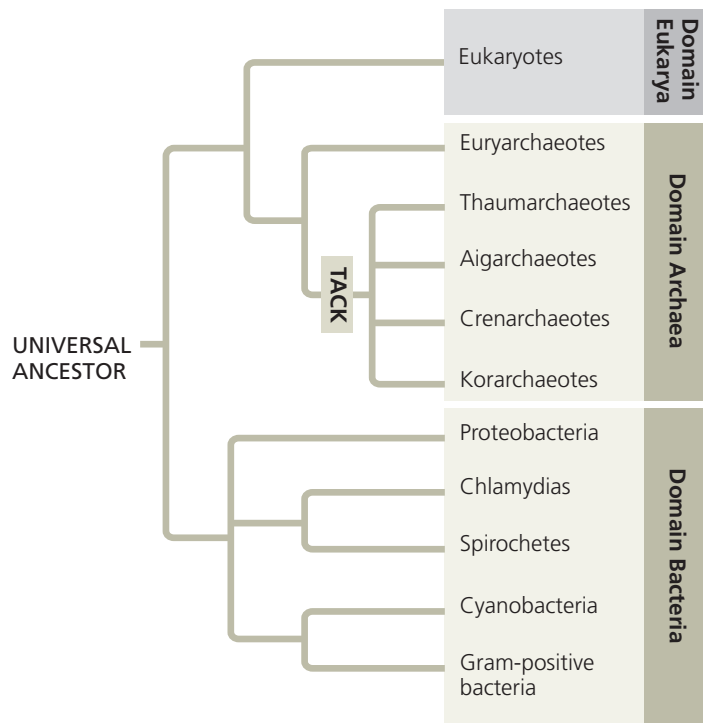 Eukaryotes
Domain
Eukarya
Euryarchaeotes
Thaumarchaeotes
Aigarchaeotes
Crenarchaeotes
Korarchaeotes
Domain Archaea
TACK
UNIVERSAL
ANCESTOR
Proteobacteria
Chlamydias
Spirochetes
Cyanobacteria
Gram-positive
bacteria
Domain Bacteria